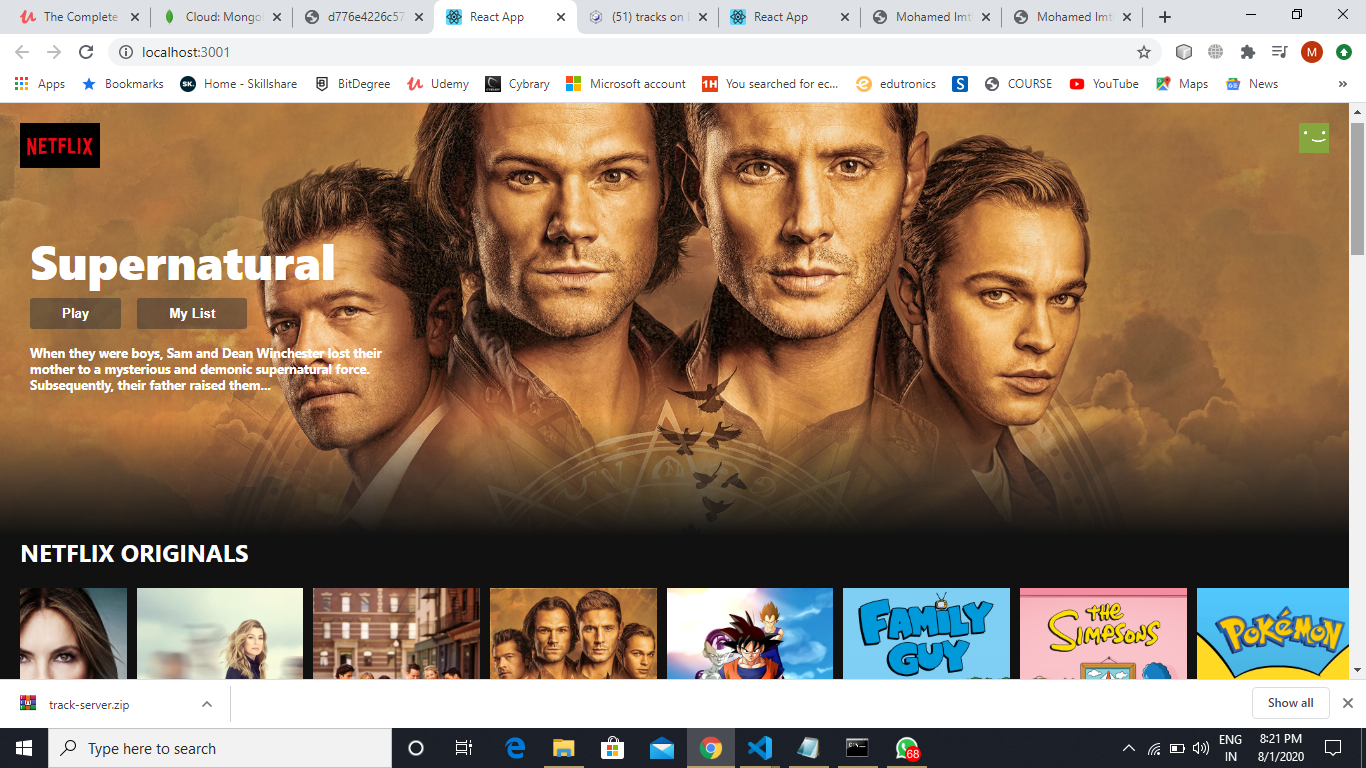 The Complete
Cloud: Mongo
d776e4226c57
React App
(51) tracks on
React App
Mohamed Imt
Mohamed Imt
localhost:3001
M
Apps
Bookmarks
SK.
Home - Skillshare
BitDegree
Udemy
Cybrary
Microsoft account
1H
You searched for ec...
edutronics
S
COURSE
YouTube
Maps
News
»
NETFLIX
Supernatural
Play
My List
When they were boys, Sam and Dean Winchester lost their
mother to a mysterious and demonic supernatural force.
Subsequently, their father raised them...
NETFLIX ORIGINALS
FAMILY
GUY
THE
SIMPSONS
POKéMON
track-server.zip
Show all
Type here to search
68
ENG
IN
8:21 PM
8/1/2020